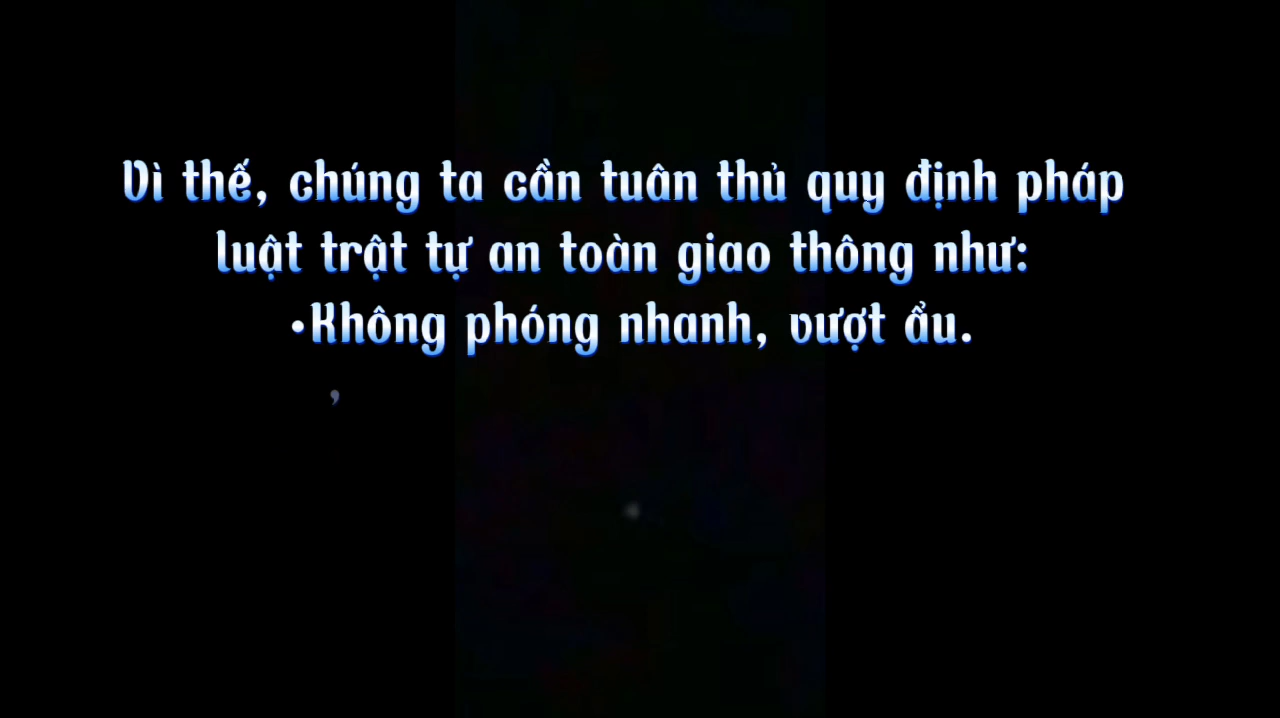 Vì thế, chúng ta cần tuân thủ quy định pháp
luật trật tự an toàn giao thông như:
•Không phóng nhanh, vượt ẩu.
,